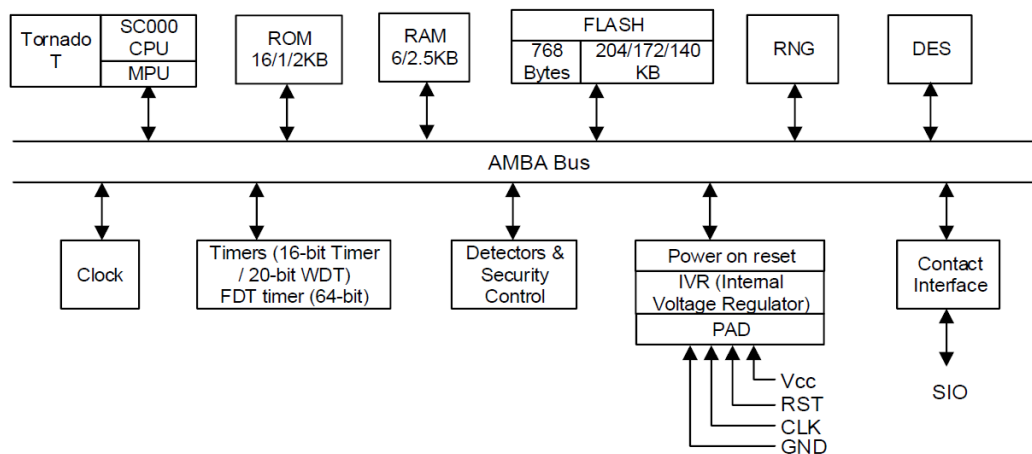 Tornado
T
SC000
CPU
MPU
ROM
16/1/2KB
RAM
6/2.5KB
FLASH
768
Bytes
204/172/140
KB
RNG
DES
AMBA Bus
Clock
Timers (16-bit Timer
/ 20-bit WDT)
FDT timer (64-bit)
Detectors &
Security
Control
Power on reset
IVR (Internal
Voltage Regulator)
PAD
Contact
Interface
Vcc
RST
CLK
GND
SIO